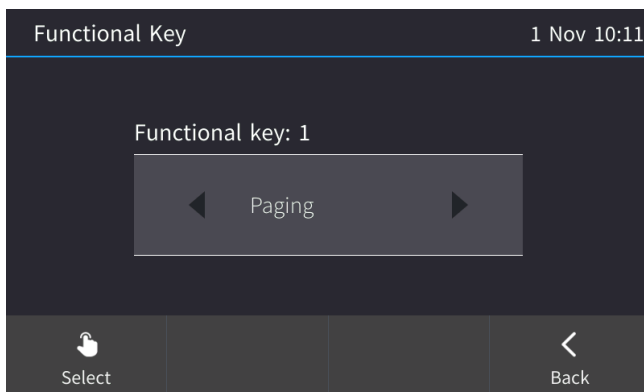 Functional Key 1 Nov 10:11
Functional key: 1
Paging
Select Back